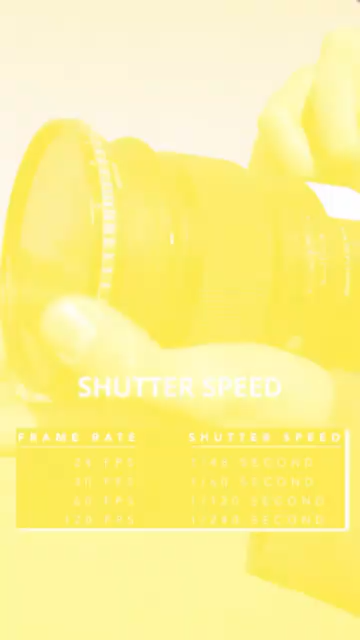 SHUTTER SPEED
FRAME RATE SHUTTER SPEED
24 FPS 1/48 SECOND
30 FPS 1/60 SECOND
60 FPS 1/120 SECOND
120 FPS 1/240 SECOND